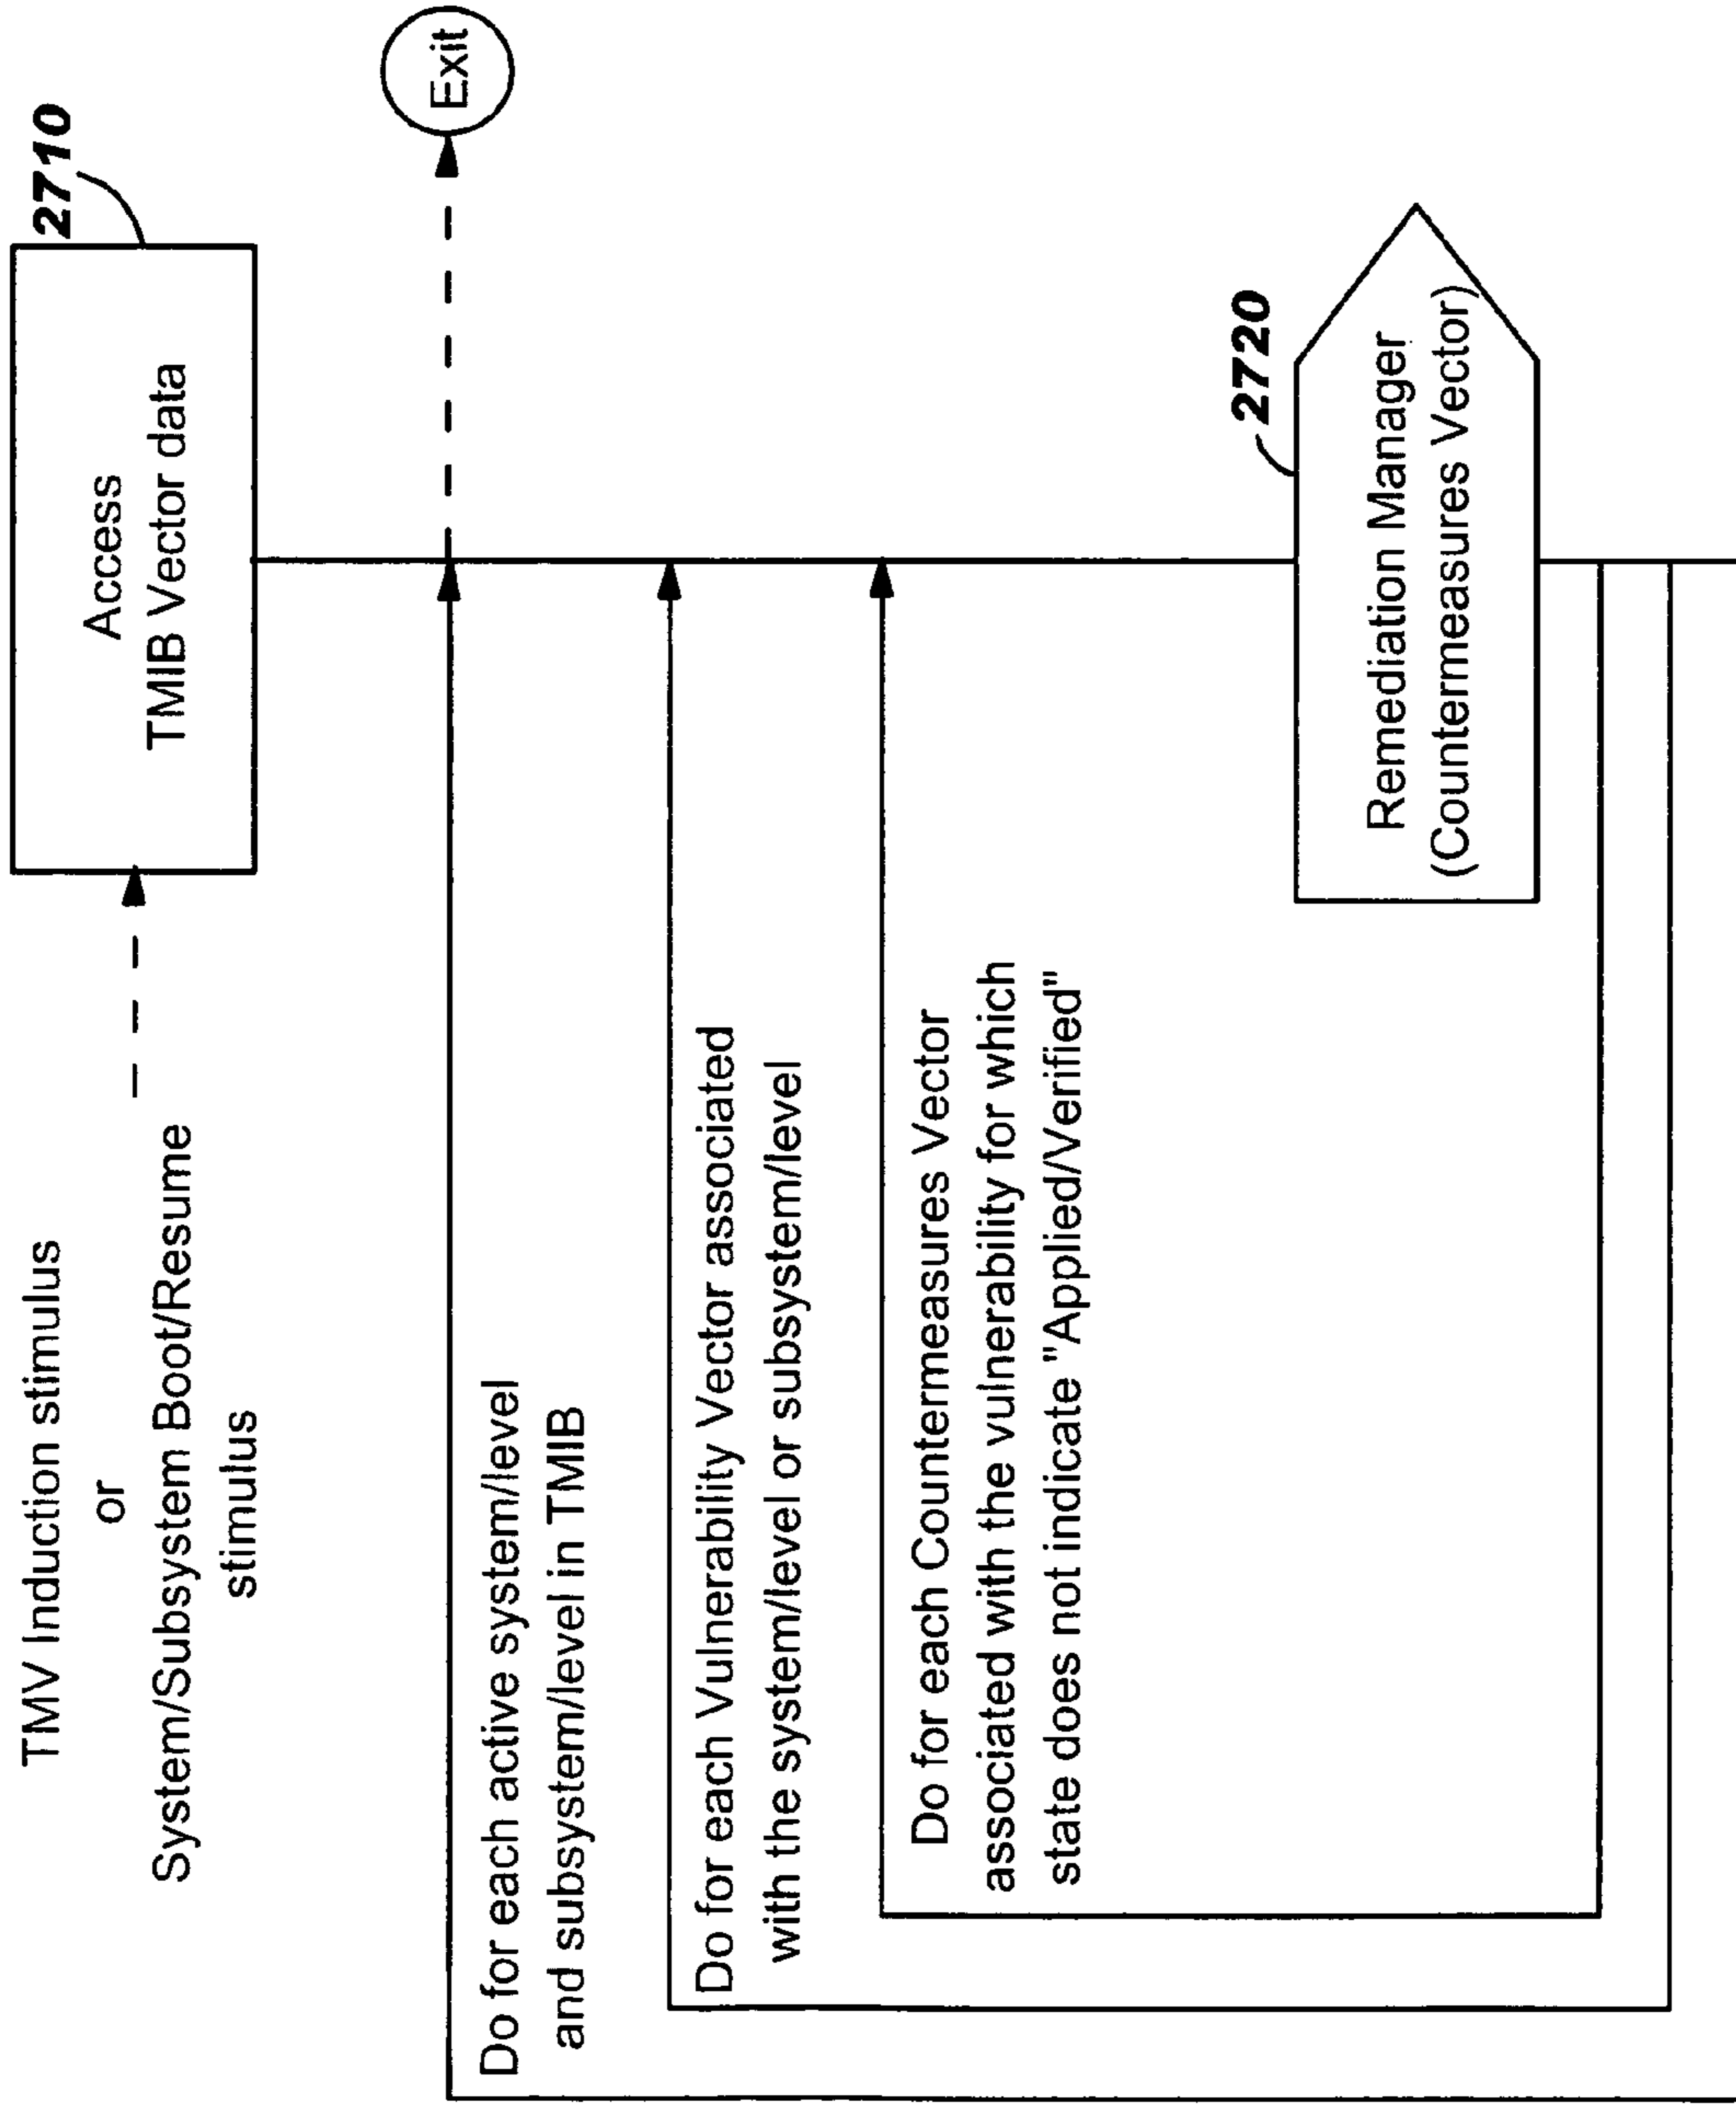 TMV Induction stimulus
or
System/Subsystem Boot/Resume
stimulus
Access
TMIB Vector data
2710
Exit
Do for each active system/level
and subsystem/level in TMIB
Do for each Vulnerability Vector associated
with the system/level or subsystem/level
Do for each Countermeasures Vector
associated with the vulnerability for which
state does not indicate "Applied/Verified"
2720
Remediation Manager
(Countermeasures Vector)